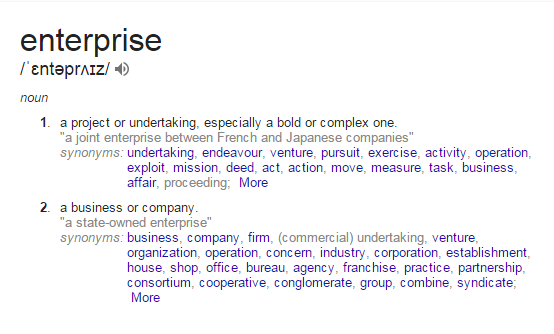 enterprise
/ˈɛntəprʌɪz/
noun
1. a project or undertaking, especially a bold or complex one.
"a joint enterprise between French and Japanese companies"
synonyms: undertaking, endeavour, venture, pursuit, exercise, activity, operation,
exploit, mission, deed, act, action, move, measure, task, business,
affair, proceeding; More
2. a business or company.
"a state-owned enterprise"
synonyms: business, company, firm, (commercial) undertaking, venture,
organization, operation, concern, industry, corporation, establishment,
house, shop, office, bureau, agency, franchise, practice, partnership,
consortium, cooperative, conglomerate, group, combine, syndicate;
More